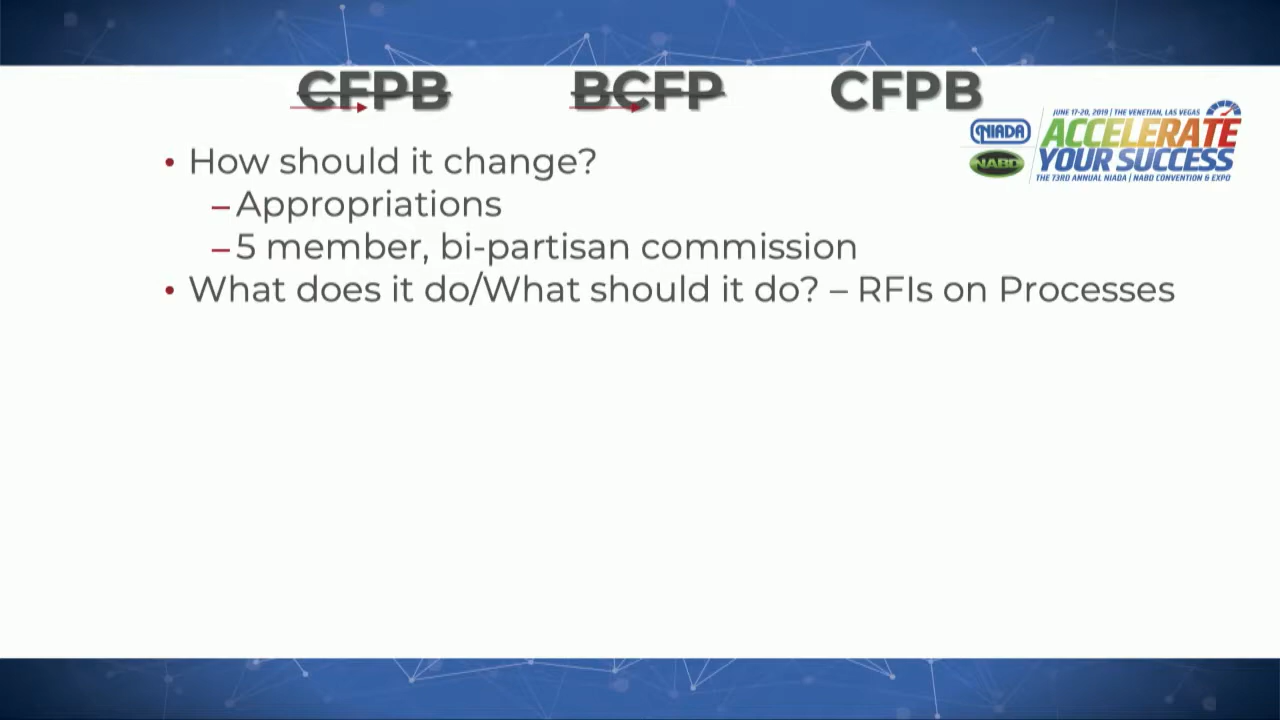 CFPB BCFP CFPB
JUNE 17-20, 2019 | THE VENETIAN, LAS VEGAS
NIADA
NABD
ACCELERATE
YOUR SUCCESS
THE 73RD ANNUAL NIADA | NABD CONVENTION & EXPO
• How should it change?
– Appropriations
– 5 member, bi-partisan commission
• What does it do/What should it do? – RFIs on Processes